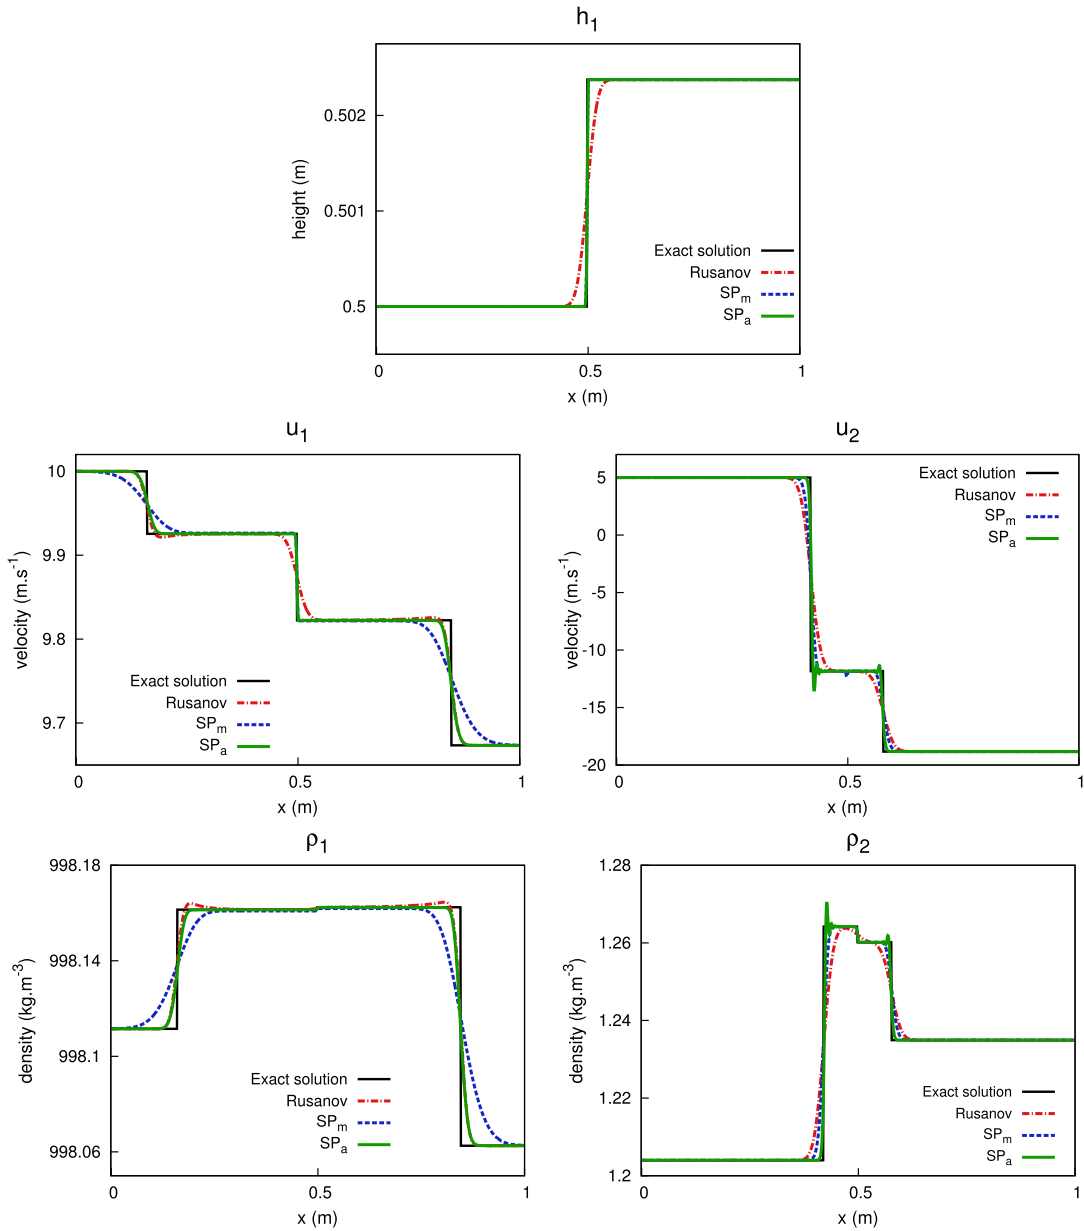 h1
height (m)
0.502
0.501
0.5
Exact solution
Rusanov
SPm
SPa
0
0.5
1
x (m)
u1
velocity (m.s-1)
10
9.9
9.8
9.7
Exact solution
Rusanov
SPm
SPa
0
0.5
1
x (m)
u2
velocity (m.s-1)
5
0
-5
-10
-15
-20
Exact solution
Rusanov
SPm
SPa
0
0.5
1
x (m)
ρ1
density (kg.m-3)
998.18
998.14
998.1
998.06
Exact solution
Rusanov
SPm
SPa
0
0.5
1
x (m)
ρ2
density (kg.m-3)
1.28
1.26
1.24
1.22
1.2
Exact solution
Rusanov
SPm
SPa
0
0.5
1
x (m)